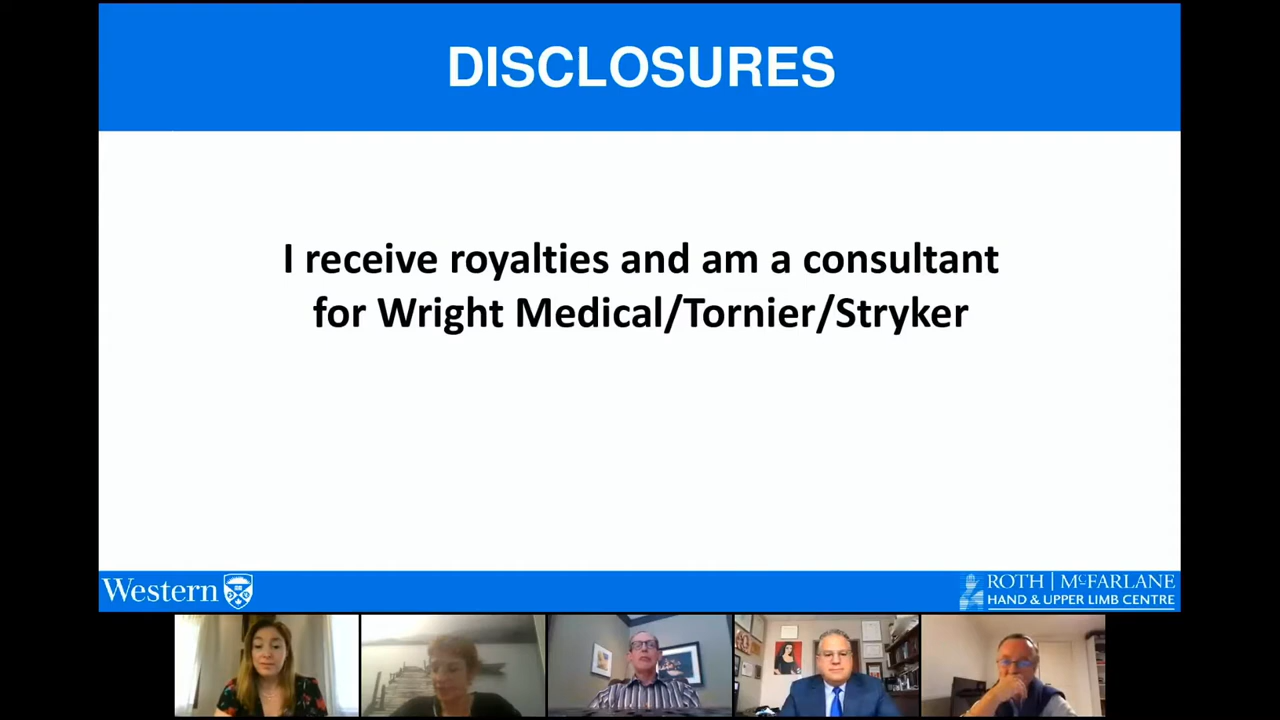 DISCLOSURES
I receive royalties and am a consultant
for Wright Medical/Tornier/Stryker
Western
ROTH | McFARLANE
HAND & UPPER LIMB CENTRE